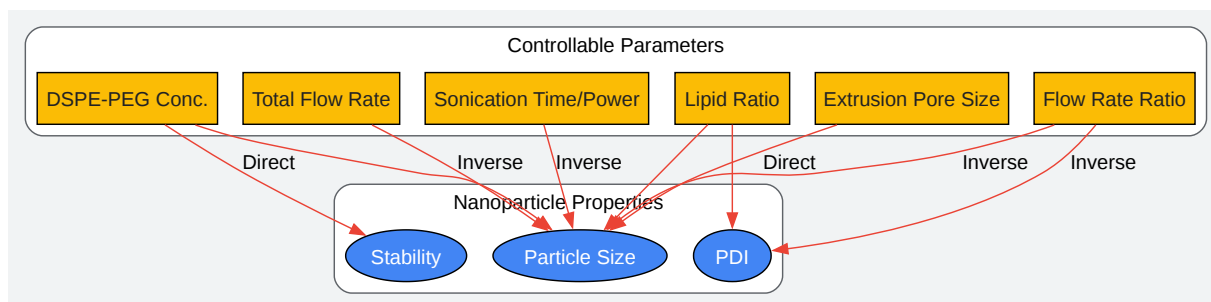 Controllable Parameters
DSPE-PEG Conc.
Total Flow Rate
Sonication Time/Power
Lipid Ratio
Extrusion Pore Size
Flow Rate Ratio
Direct
Inverse
Inverse
Direct
Inverse
Inverse
Nanoparticle Properties
Stability
Particle Size
PDI